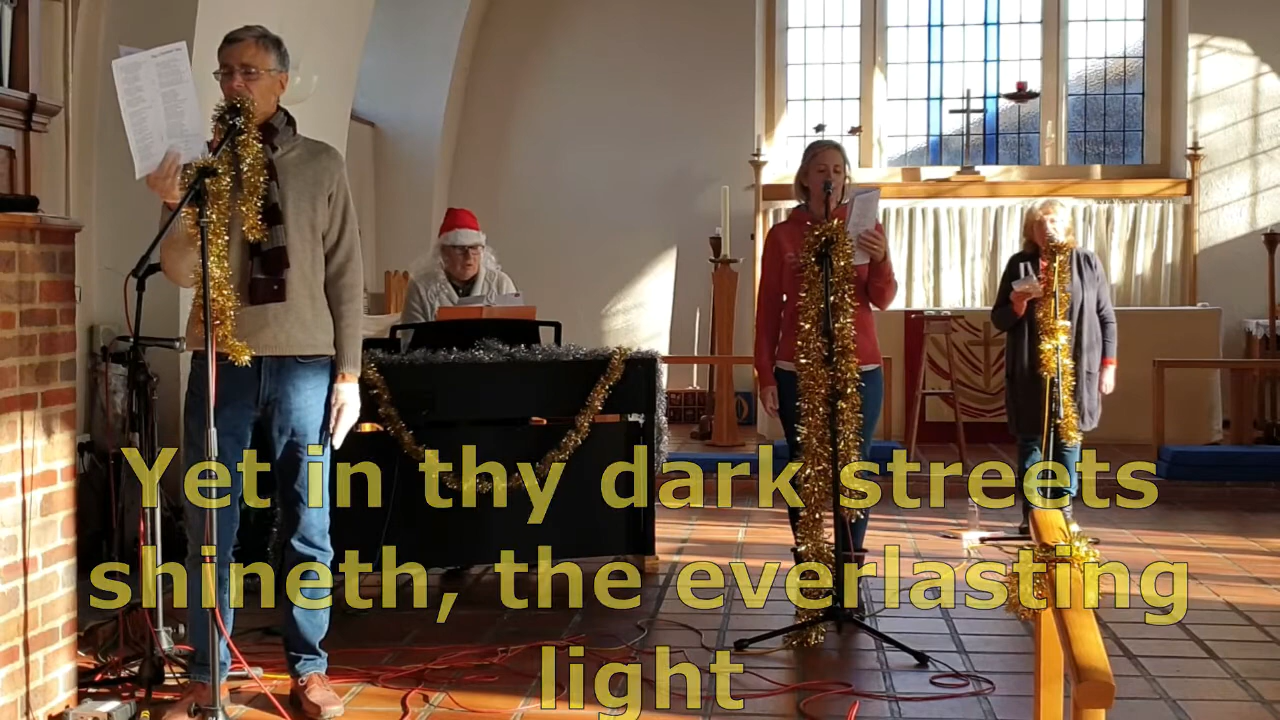 Yet in thy dark streets
shineth, the everlasting
light